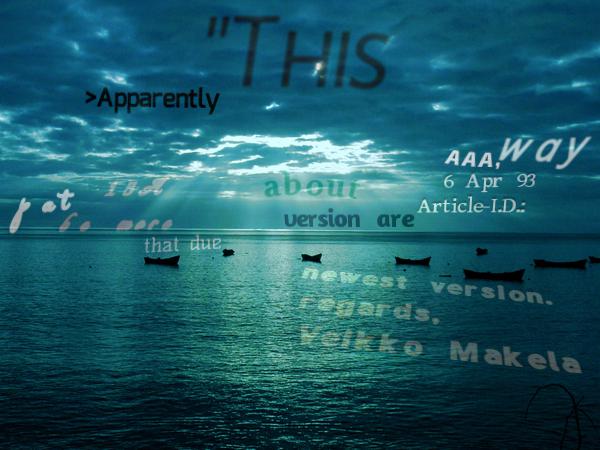 "THIS
>Apparently
AAA,
way
6 Apr 93
Article-I.D.:
about
version are
that due
newest version.
regards,
Veikko Makela